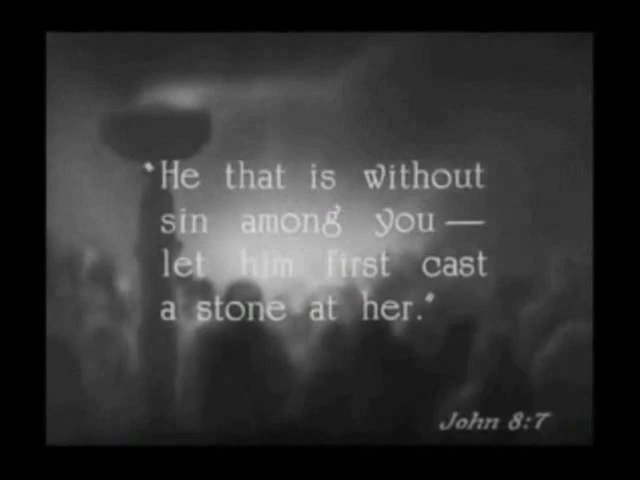 ‘He that is without
sin among you —
let him first cast
a stone at her.’
John 8:7